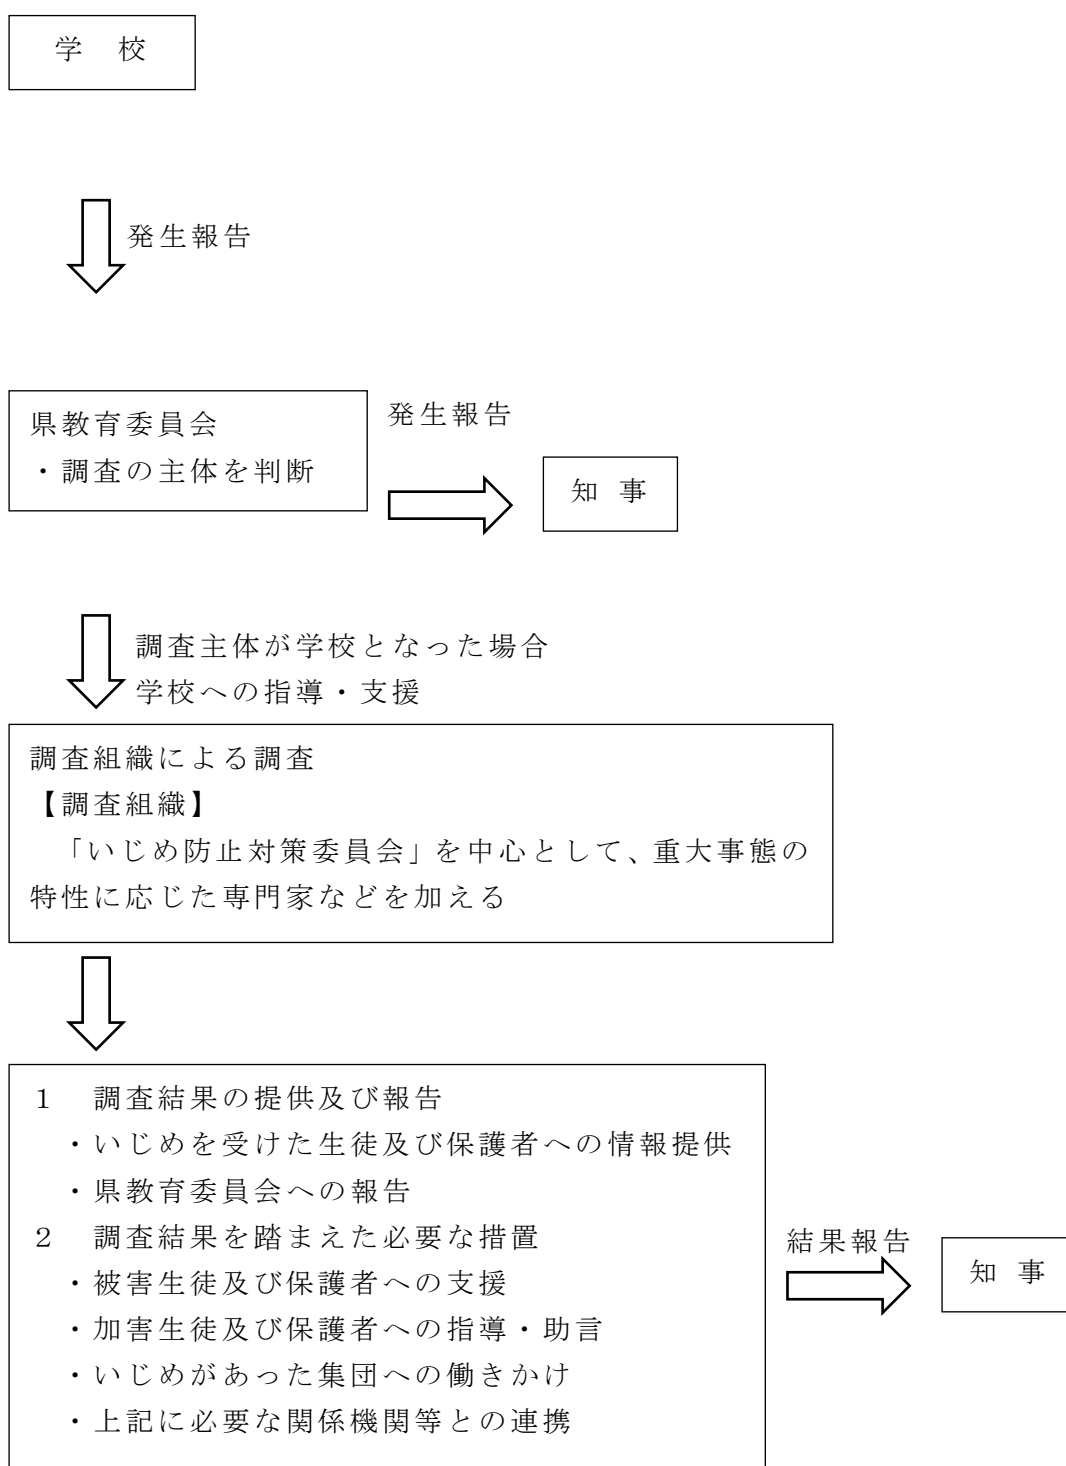 学 校
発生報告
県教育委員会
・調査の主体を判断
発生報告
知 事
調査主体が学校となった場合
学校への指導・支援
調査組織による調査
【調査組織】
「いじめ防止対策委員会」を中心として、重大事態の
特性に応じた専門家などを加える
1 調査結果の提供及び報告
・いじめを受けた生徒及び保護者への情報提供
・県教育委員会への報告
2 調査結果を踏まえた必要な措置
・被害生徒及び保護者への支援
・加害生徒及び保護者への指導・助言
・いじめがあった集団への働きかけ
・上記に必要な関係機関等との連携
結果報告
知 事